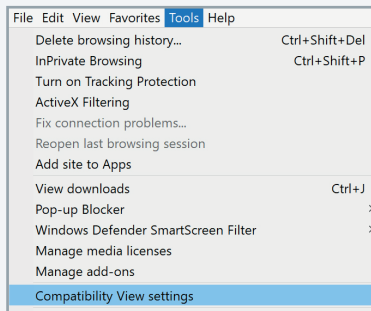 File Edit View Favorites Tools Help
Delete browsing history... Ctrl+Shift+Del
InPrivate Browsing Ctrl+Shift+P
Turn on Tracking Protection
ActiveX Filtering
Fix connection problems...
Reopen last browsing session
Add site to Apps
View downloads Ctrl+J
Pop-up Blocker
Windows Defender SmartScreen Filter
Manage media licenses
Manage add-ons
Compatibility View settings